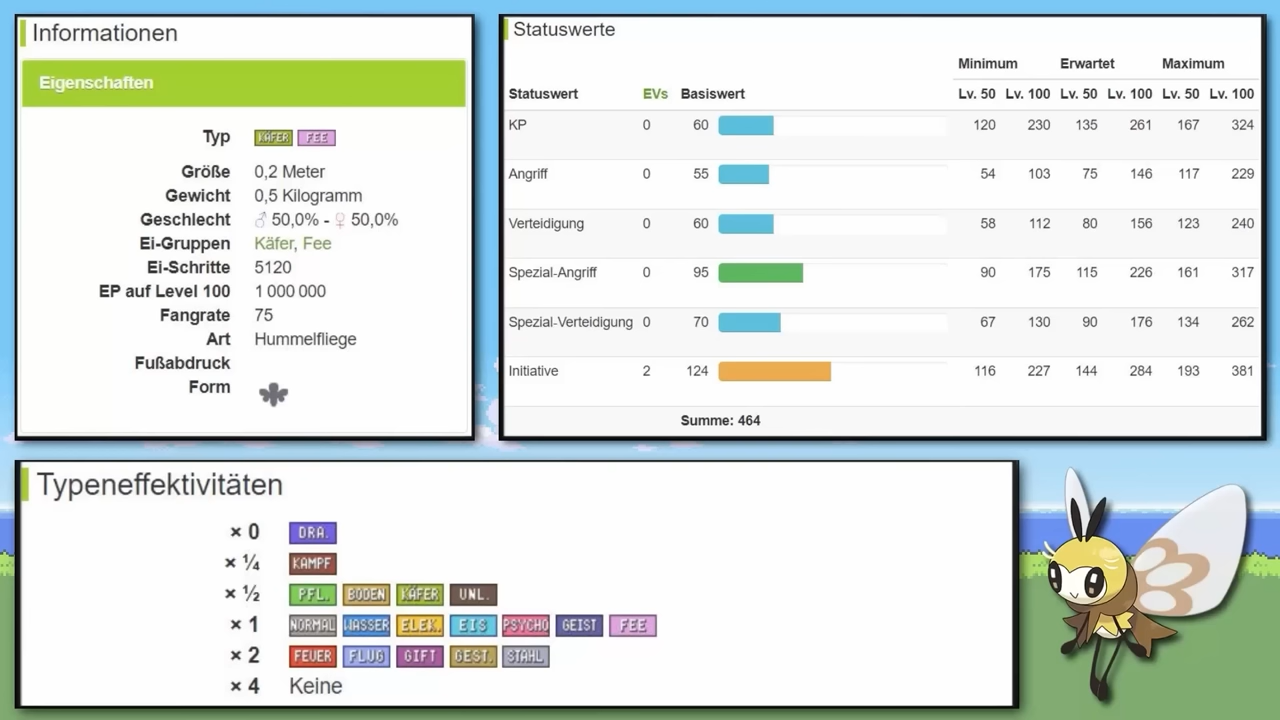 Informationen
Eigenschaften
Typ KÄFER FEE
Größe 0,2 Meter
Gewicht 0,5 Kilogramm
Geschlecht ♂ 50,0% - ♀ 50,0%
Ei-Gruppen Käfer, Fee
Ei-Schritte 5120
EP auf Level 100 1 000 000
Fangrate 75
Art Hummelfliege
Fußabdruck
Form
Statuswerte
Minimum Erwartet Maximum
Statuswert EVs Basiswert Lv. 50 Lv. 100 Lv. 50 Lv. 100 Lv. 50 Lv. 100
KP 0 60 120 230 135 261 167 324
Angriff 0 55 54 103 75 146 117 229
Verteidigung 0 60 58 112 80 156 123 240
Spezial-Angriff 0 95 90 175 115 226 161 317
Spezial-Verteidigung 0 70 67 130 90 176 134 262
Initiative 2 124 116 227 144 284 193 381
Summe: 464
Typeneffektivitäten
× 0 DRA.
× ¼ KAMPF
× ½ PFL. BODEN KÄFER UNL.
× 1 NORMAL WASSER ELEK. EIS PSYCHO GEIST FEE
× 2 FEUER FLUG GIFT GEST. STAHL
× 4 Keine